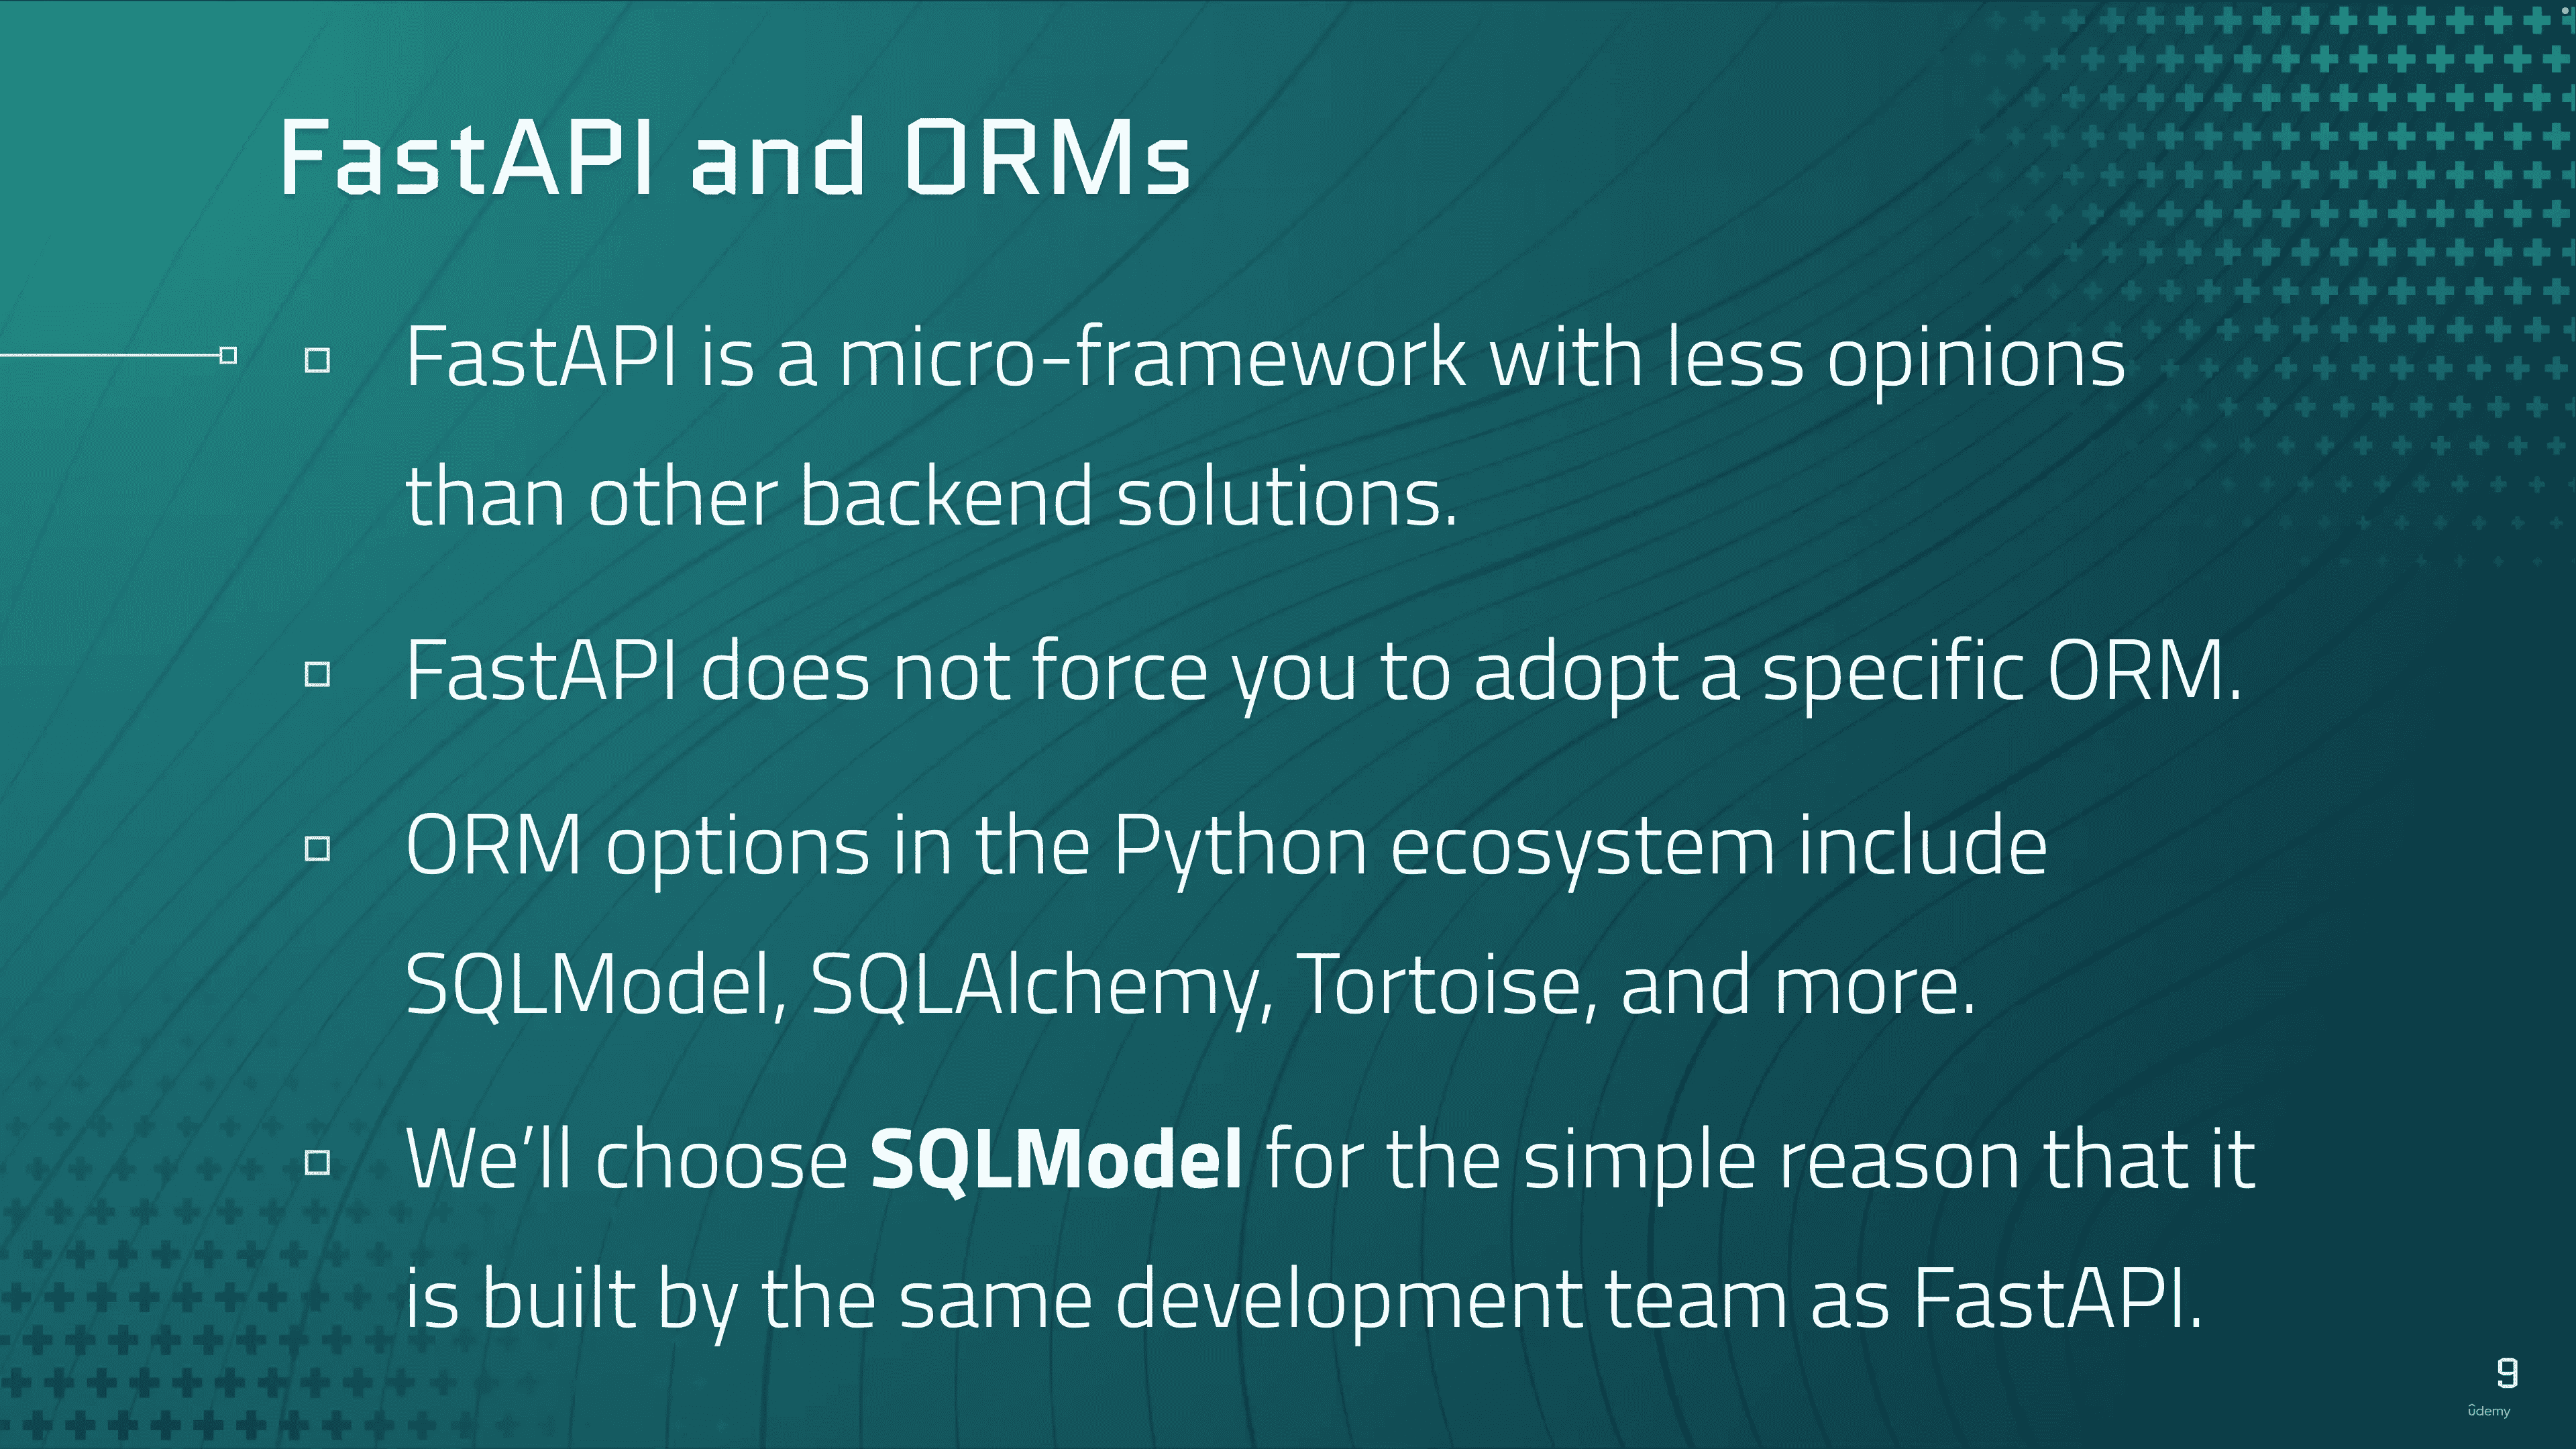 FastAPI and ORMs
FastAPI is a micro-framework with less opinions
than other backend solutions.
FastAPI does not force you to adopt a specific ORM.
ORM options in the Python ecosystem include
SQLModel, SQLAlchemy, Tortoise, and more.
We’ll choose SQLModel for the simple reason that it
is built by the same development team as FastAPI.
9
ûdemy